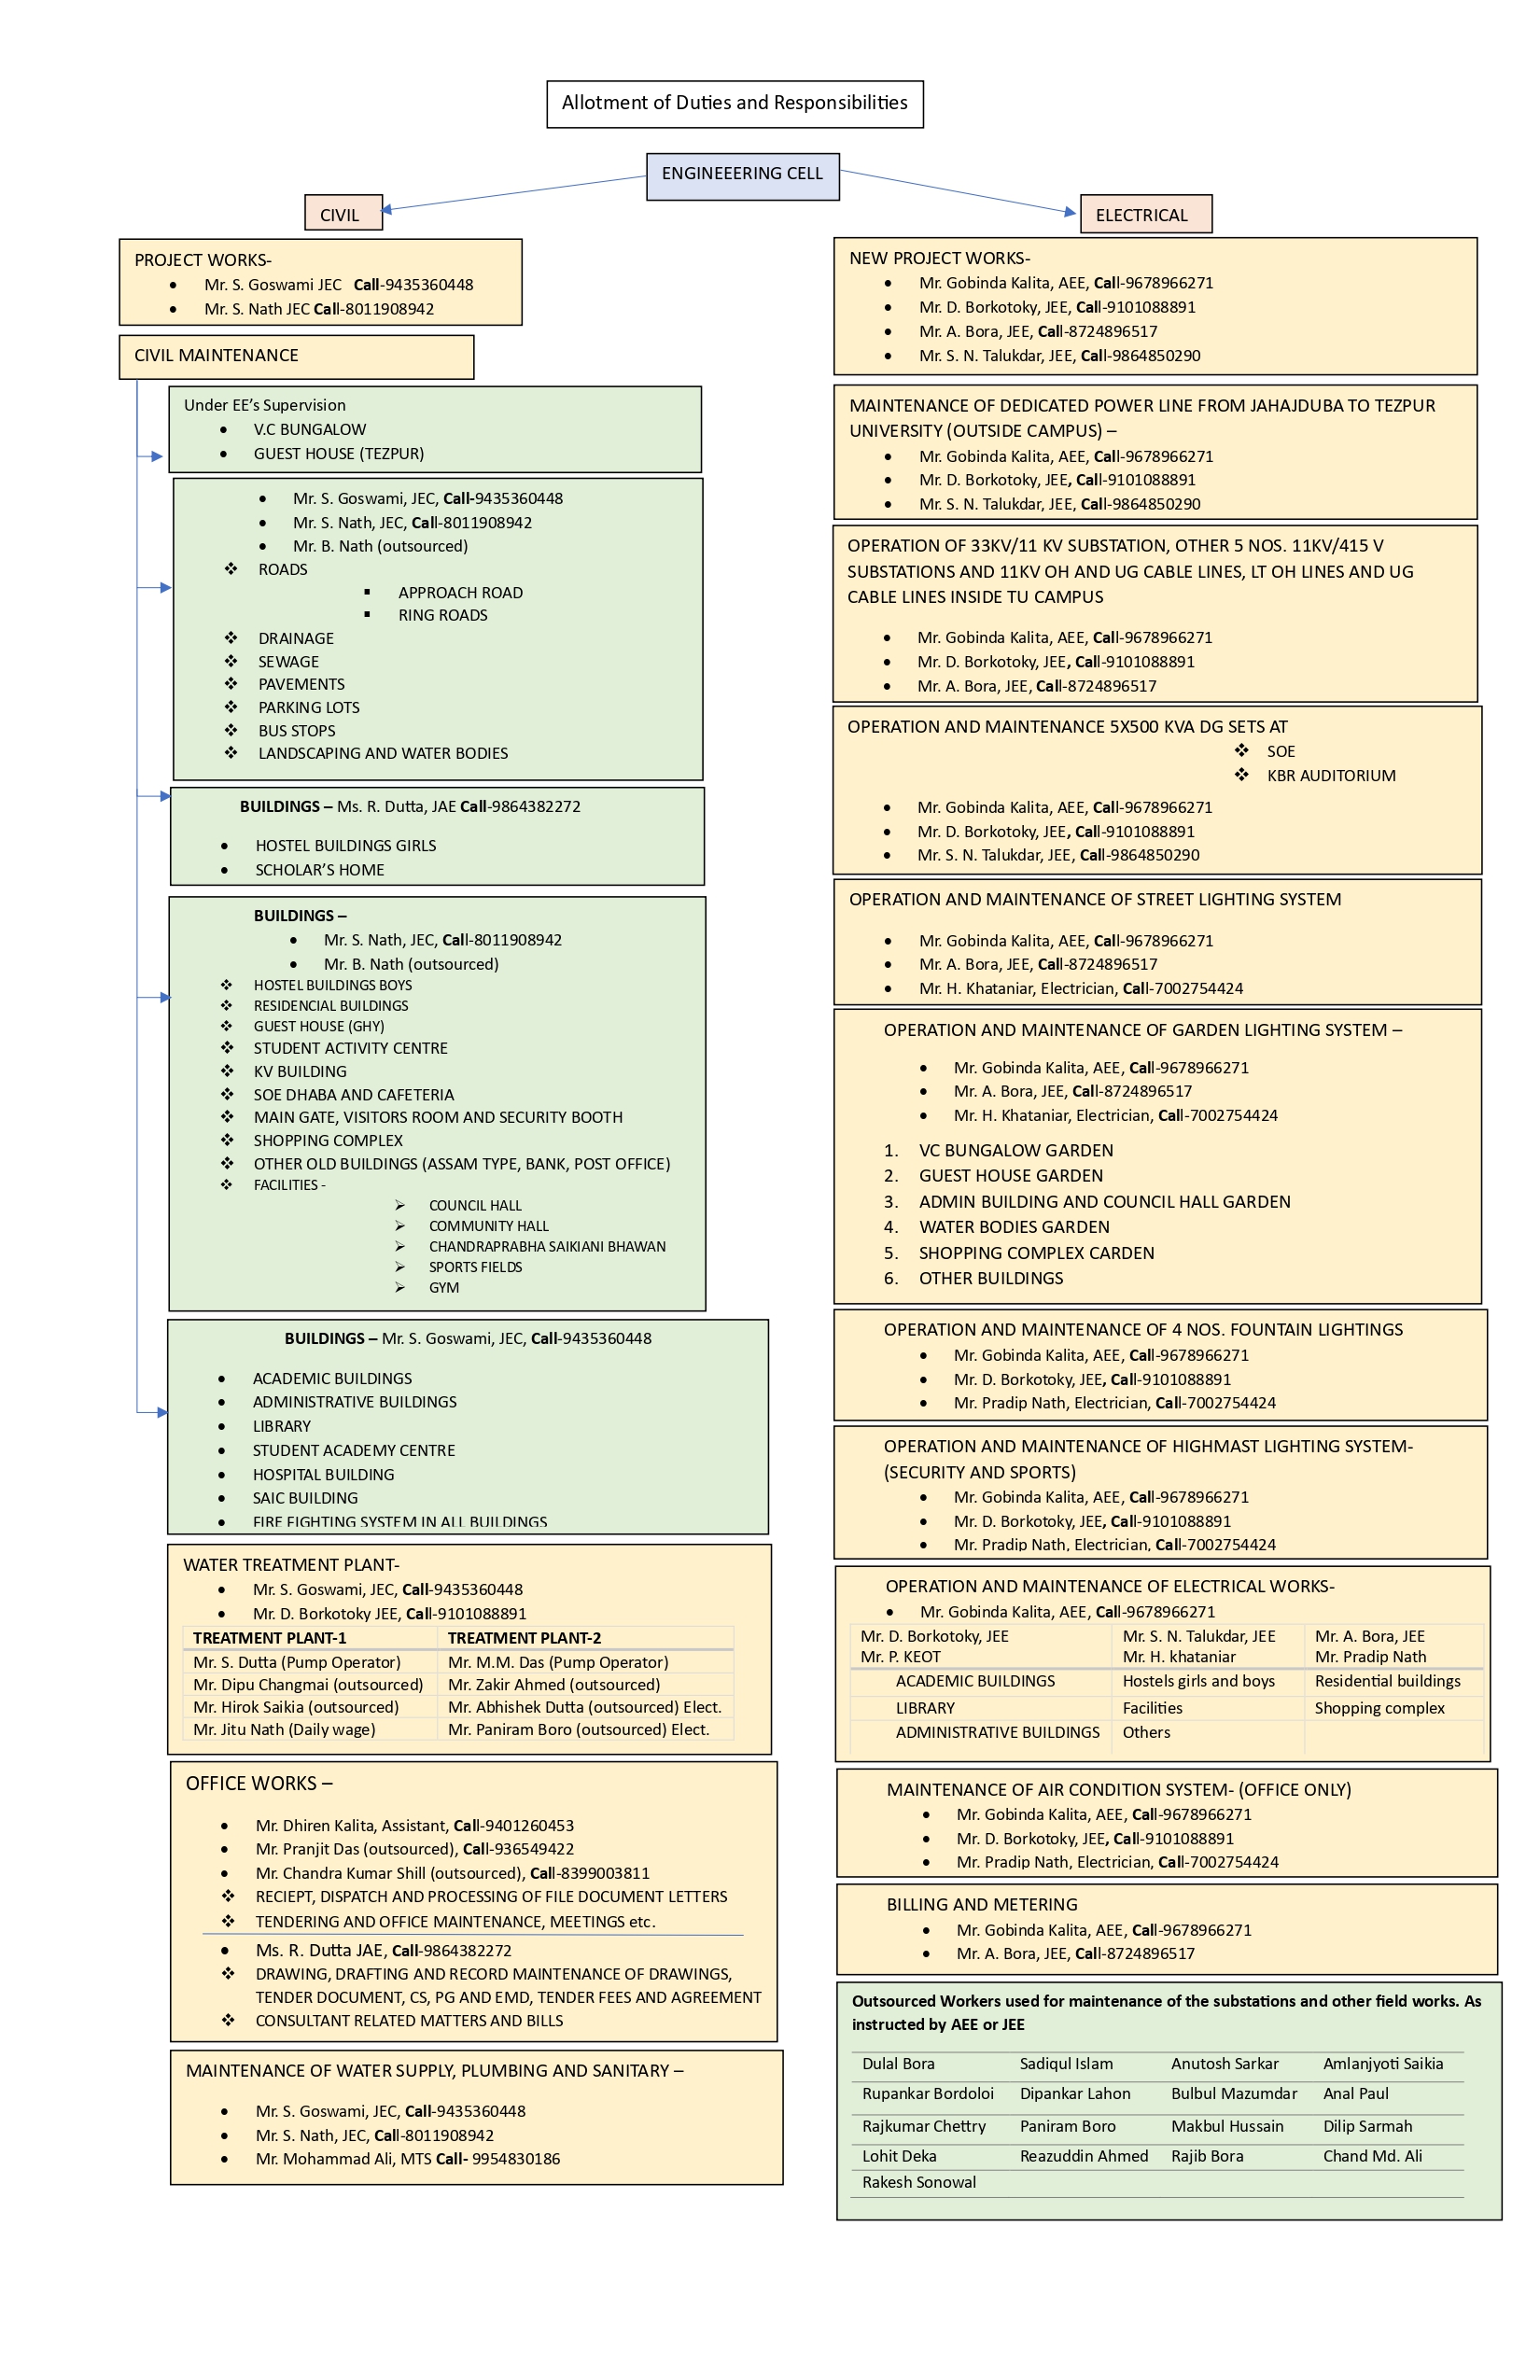 Allotment of Duties and Responsibilities
ENGINEEERING CELL
CIVIL
PROJECT WORKS-
• Mr. S. Goswami JEC Call-9435360448
• Mr. S. Nath JEC Call-8011908942
CIVIL MAINTENANCE
Under EE’s Supervision
• V.C BUNGALOW
• GUEST HOUSE (TEZPUR)
• Mr. S. Goswami, JEC, Call-9435360448
• Mr. S. Nath, JEC, Call-8011908942
• Mr. B. Nath (outsourced)
❖ ROADS
▪ APPROACH ROAD
▪ RING ROADS
❖ DRAINAGE
❖ SEWAGE
❖ PAVEMENTS
❖ PARKING LOTS
❖ BUS STOPS
❖ LANDSCAPING AND WATER BODIES
BUILDINGS – Ms. R. Dutta, JAE Call-9864382272
• HOSTEL BUILDINGS GIRLS
• SCHOLAR’S HOME
BUILDINGS –
• Mr. S. Nath, JEC, Call-8011908942
• Mr. B. Nath (outsourced)
❖ HOSTEL BUILDINGS BOYS
❖ RESIDENCIAL BUILDINGS
❖ GUEST HOUSE (GHY)
❖ STUDENT ACTIVITY CENTRE
❖ KV BUILDING
❖ SOE DHABA AND CAFETERIA
❖ MAIN GATE, VISITORS ROOM AND SECURITY BOOTH
❖ SHOPPING COMPLEX
❖ OTHER OLD BUILDINGS (ASSAM TYPE, BANK, POST OFFICE)
❖ FACILITIES -
➢ COUNCIL HALL
➢ COMMUNITY HALL
➢ CHANDRAPRABHA SAIKIANI BHAWAN
➢ SPORTS FIELDS
➢ GYM
BUILDINGS – Mr. S. Goswami, JEC, Call-9435360448
• ACADEMIC BUILDINGS
• ADMINISTRATIVE BUILDINGS
• LIBRARY
• STUDENT ACADEMY CENTRE
• HOSPITAL BUILDING
• SAIC BUILDING
• FIRE FIGHTING SYSTEM IN ALL BUILDINGS
WATER TREATMENT PLANT-
• Mr. S. Goswami, JEC, Call-9435360448
• Mr. D. Borkotoky JEE, Call-9101088891
TREATMENT PLANT-1 TREATMENT PLANT-2
Mr. S. Dutta (Pump Operator) Mr. M.M. Das (Pump Operator)
Mr. Dipu Changmai (outsourced) Mr. Zakir Ahmed (outsourced)
Mr. Hirok Saikia (outsourced) Mr. Abhishek Dutta (outsourced) Elect.
Mr. Jitu Nath (Daily wage) Mr. Paniram Boro (outsourced) Elect.
OFFICE WORKS –
• Mr. Dhiren Kalita, Assistant, Call-9401260453
• Mr. Pranjit Das (outsourced), Call-936549422
• Mr. Chandra Kumar Shill (outsourced), Call-8399003811
❖ RECIEPT, DISPATCH AND PROCESSING OF FILE DOCUMENT LETTERS
❖ TENDERING AND OFFICE MAINTENANCE, MEETINGS etc.
• Ms. R. Dutta JAE, Call-9864382272
❖ DRAWING, DRAFTING AND RECORD MAINTENANCE OF DRAWINGS,
TENDER DOCUMENT, CS, PG AND EMD, TENDER FEES AND AGREEMENT
❖ CONSULTANT RELATED MATTERS AND BILLS
MAINTENANCE OF WATER SUPPLY, PLUMBING AND SANITARY –
• Mr. S. Goswami, JEC, Call-9435360448
• Mr. S. Nath, JEC, Call-8011908942
• Mr. Mohammad Ali, MTS Call- 9954830186
ELECTRICAL
NEW PROJECT WORKS-
• Mr. Gobinda Kalita, AEE, Call-9678966271
• Mr. D. Borkotoky, JEE, Call-9101088891
• Mr. A. Bora, JEE, Call-8724896517
• Mr. S. N. Talukdar, JEE, Call-9864850290
MAINTENANCE OF DEDICATED POWER LINE FROM JAHAJDUBA TO TEZPUR
UNIVERSITY (OUTSIDE CAMPUS) –
• Mr. Gobinda Kalita, AEE, Call-9678966271
• Mr. D. Borkotoky, JEE, Call-9101088891
• Mr. S. N. Talukdar, JEE, Call-9864850290
OPERATION OF 33KV/11 KV SUBSTATION, OTHER 5 NOS. 11KV/415 V
SUBSTATIONS AND 11KV OH AND UG CABLE LINES, LT OH LINES AND UG
CABLE LINES INSIDE TU CAMPUS
• Mr. Gobinda Kalita, AEE, Call-9678966271
• Mr. D. Borkotoky, JEE, Call-9101088891
• Mr. A. Bora, JEE, Call-8724896517
OPERATION AND MAINTENANCE 5X500 KVA DG SETS AT
❖ SOE
❖ KBR AUDITORIUM
• Mr. Gobinda Kalita, AEE, Call-9678966271
• Mr. D. Borkotoky, JEE, Call-9101088891
• Mr. S. N. Talukdar, JEE, Call-9864850290
OPERATION AND MAINTENANCE OF STREET LIGHTING SYSTEM
• Mr. Gobinda Kalita, AEE, Call-9678966271
• Mr. A. Bora, JEE, Call-8724896517
• Mr. H. Khataniar, Electrician, Call-7002754424
OPERATION AND MAINTENANCE OF GARDEN LIGHTING SYSTEM –
• Mr. Gobinda Kalita, AEE, Call-9678966271
• Mr. A. Bora, JEE, Call-8724896517
• Mr. H. Khataniar, Electrician, Call-7002754424
1. VC BUNGALOW GARDEN
2. GUEST HOUSE GARDEN
3. ADMIN BUILDING AND COUNCIL HALL GARDEN
4. WATER BODIES GARDEN
5. SHOPPING COMPLEX CARDEN
6. OTHER BUILDINGS
OPERATION AND MAINTENANCE OF 4 NOS. FOUNTAIN LIGHTINGS
• Mr. Gobinda Kalita, AEE, Call-9678966271
• Mr. D. Borkotoky, JEE, Call-9101088891
• Mr. Pradip Nath, Electrician, Call-7002754424
OPERATION AND MAINTENANCE OF HIGHMAST LIGHTING SYSTEM-
(SECURITY AND SPORTS)
• Mr. Gobinda Kalita, AEE, Call-9678966271
• Mr. D. Borkotoky, JEE, Call-9101088891
• Mr. Pradip Nath, Electrician, Call-7002754424
OPERATION AND MAINTENANCE OF ELECTRICAL WORKS-
• Mr. Gobinda Kalita, AEE, Call-9678966271
Mr. D. Borkotoky, JEE Mr. S. N. Talukdar, JEE Mr. A. Bora, JEE
Mr. P. KEOT Mr. H. khataniar Mr. Pradip Nath
ACADEMIC BUILDINGS Hostels girls and boys Residential buildings
LIBRARY Facilities Shopping complex
ADMINISTRATIVE BUILDINGS Others
MAINTENANCE OF AIR CONDITION SYSTEM- (OFFICE ONLY)
• Mr. Gobinda Kalita, AEE, Call-9678966271
• Mr. D. Borkotoky, JEE, Call-9101088891
• Mr. Pradip Nath, Electrician, Call-7002754424
BILLING AND METERING
• Mr. Gobinda Kalita, AEE, Call-9678966271
• Mr. A. Bora, JEE, Call-8724896517
Outsourced Workers used for maintenance of the substations and other field works. As
instructed by AEE or JEE
Dulal Bora Sadiqul Islam Anutosh Sarkar Amlanjyoti Saikia
Rupankar Bordoloi Dipankar Lahon Bulbul Mazumdar Anal Paul
Rajkumar Chettry Paniram Boro Makbul Hussain Dilip Sarmah
Lohit Deka Reazuddin Ahmed Rajib Bora Chand Md. Ali
Rakesh Sonowal